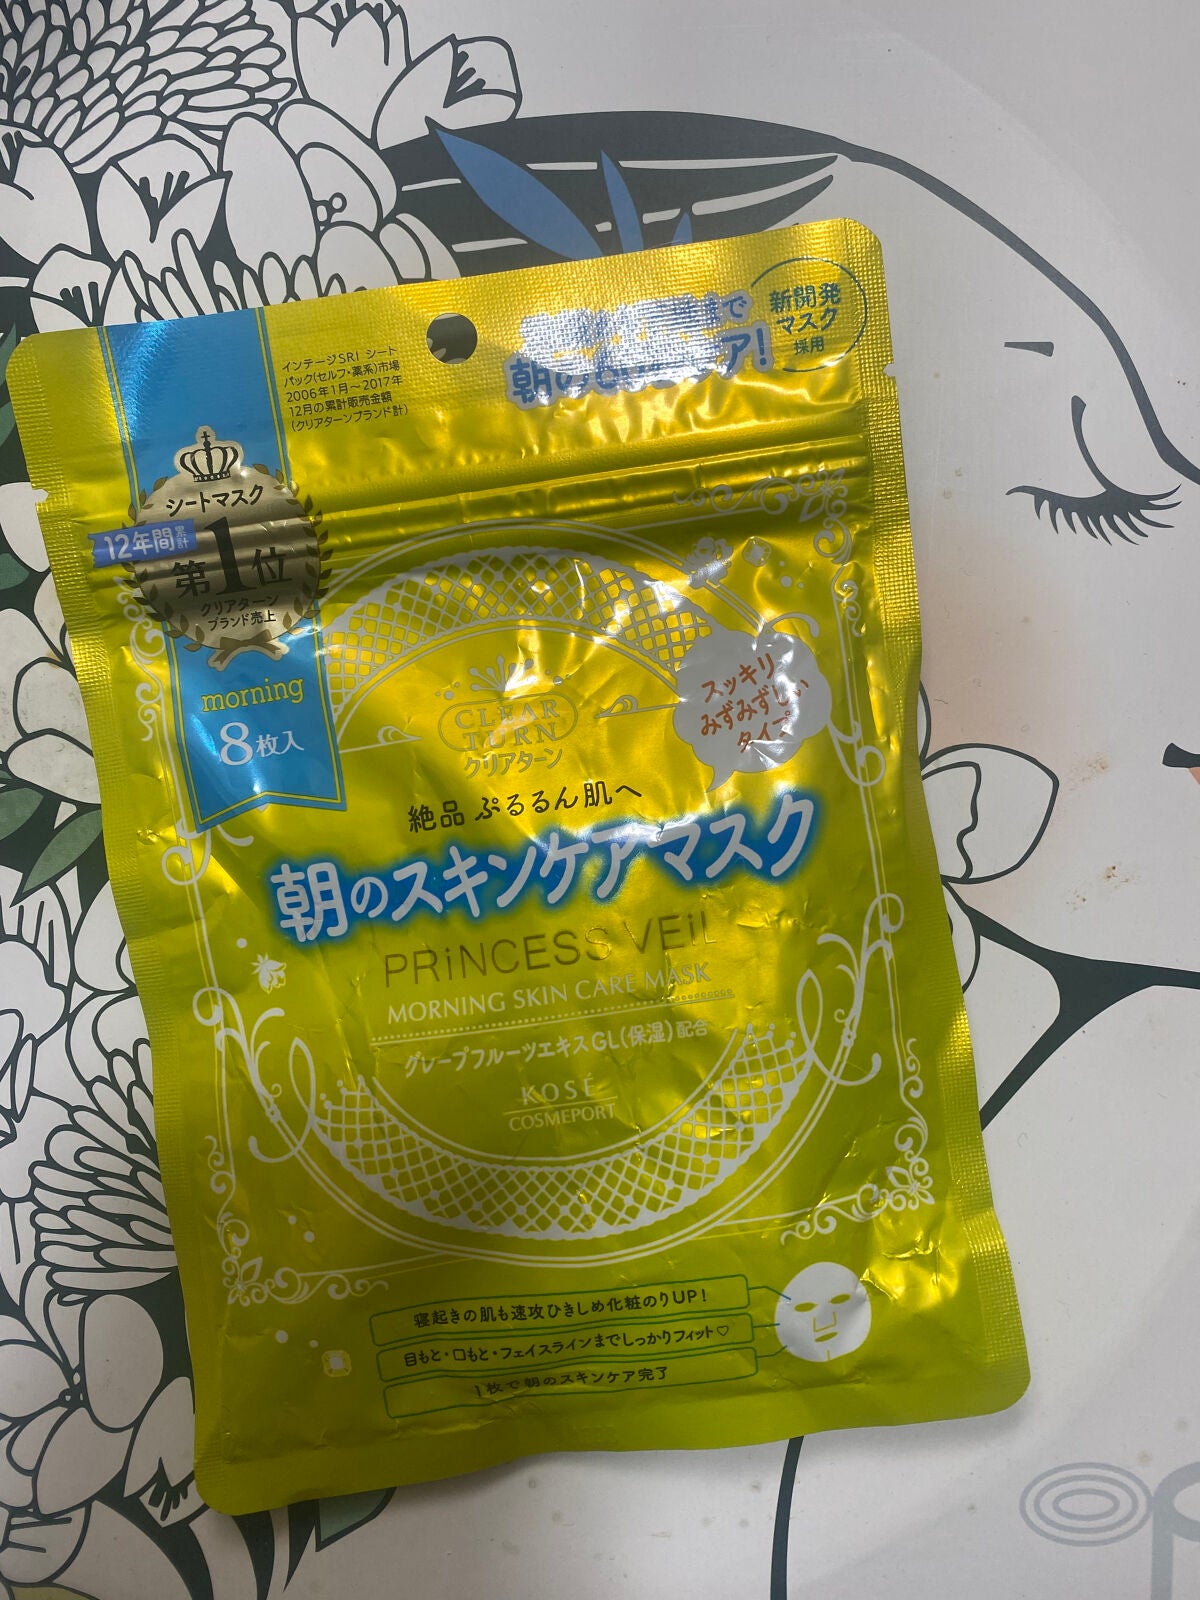 インテージSRI シート
パック(セルフ・薬系)市場
2006年1月~2017年
12月の累計販売金額
(クリアターンブランド計)
まで
朝の ケア!
新開発
マスク
採用
シートマスク
12年間累計
第1位
クリアターン
ブランド売上
morning
8枚入
CLEAR
TURN
クリアターン
スッキリ
みずみずしい
タイプ
絶品 ぷるるん肌へ
朝のスキンケアマスク
PRiNCESS VEiL
MORNING SKIN CARE MASK
グレープフルーツエキスGL(保湿)配合
KOSÉ
COSMEPORT
寝起きの肌も速攻ひきしめ化粧のりUP!
目もと・口もと・フェイスラインまでしっかりフィット♡
1枚で朝のスキンケア完了